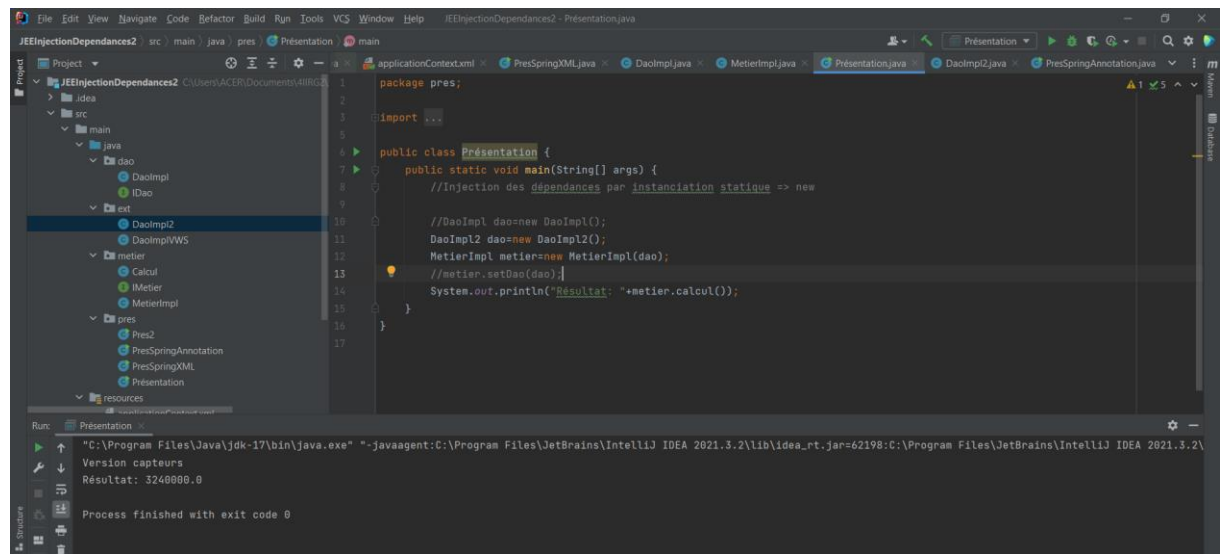 File Edit View Navigate Code Refactor Build Run Tools VCS Window Help JEEInjectionDependances2 - Présentation.java
JEEInjectionDependances2 src main java pres Présentation main
Présentation
Project
applicationContext.xml PresSpringXML.java DaoImpl.java MetierImpl.java Présentation.java DaoImpl2.java PresSpringAnnotation.java
Maven
Database
JEEInjectionDependances2
.idea
src
main
java
dao
DaoImpl
IDao
ext
DaoImpl2
DaoImplVWS
metier
Calcul
IMetier
MetierImpl
pres
Pres2
PresSpringAnnotation
PresSpringXML
Présentation
resources
applicationContext.xml
1 package pres;
2
3 import ...
5
6 public class Présentation {
7 public static void main(String[] args) {
8 //Injection des dépendances par instanciation statique => new
9
10 //DaoImpl dao=new DaoImpl();
11 DaoImpl2 dao=new DaoImpl2();
12 MetierImpl metier=new MetierImpl(dao);
13 //metier.setDao(dao);
14 System.out.println("Résultat: "+metier.calcul());
15 }
16 }
17
1 5
Run: Présentation
"C:\Program Files\Java\jdk-17\bin\java.exe" "-javaagent:C:\Program Files\JetBrains\IntelliJ IDEA 2021.3.2\lib\idea_rt.jar=62198:C:\Program Files\JetBrains\IntelliJ IDEA 2021.3.2\
Version capteurs
Résultat: 3240000.0
Process finished with exit code 0
Structure